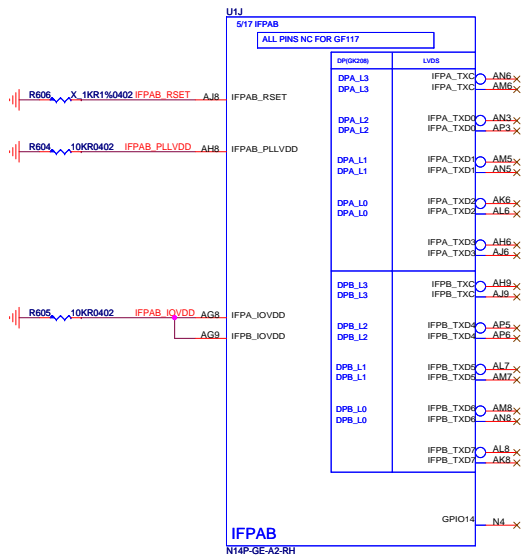 U1J
5/17 IFPAB
ALL PINS NC FOR GF117
DP(GK208) LVDS
DPA_L3 IFPA_TXC AN6
DPA_L3 IFPA_TXC AM6
R606 X_1KR1%0402 IFPAB_RSET AJ8 IFPAB_RSET
DPA_L2 IFPA_TXD0 AN3
DPA_L2 IFPA_TXD0 AP3
R604 10KR0402 IFPAB_PLLVDD AH8 IFPAB_PLLVDD
DPA_L1 IFPA_TXD1 AM5
DPA_L1 IFPA_TXD1 AN5
DPA_L0 IFPA_TXD2 AK6
DPA_L0 IFPA_TXD2 AL6
IFPA_TXD3 AH6
IFPA_TXD3 AJ6
DPB_L3 IFPB_TXC AH9
DPB_L3 IFPB_TXC AJ9
R605 10KR0402 IFPAB_IOVDD AG8 IFPA_IOVDD
DPB_L2 IFPB_TXD4 AP5
AG9 IFPB_IOVDD
DPB_L2 IFPB_TXD4 AP6
DPB_L1 IFPB_TXD5 AL7
DPB_L1 IFPB_TXD5 AM7
DPB_L0 IFPB_TXD6 AM8
DPB_L0 IFPB_TXD6 AN8
IFPB_TXD7 AL8
IFPB_TXD7 AK8
GPIO14 N4
IFPAB
N14P-GE-A2-RH